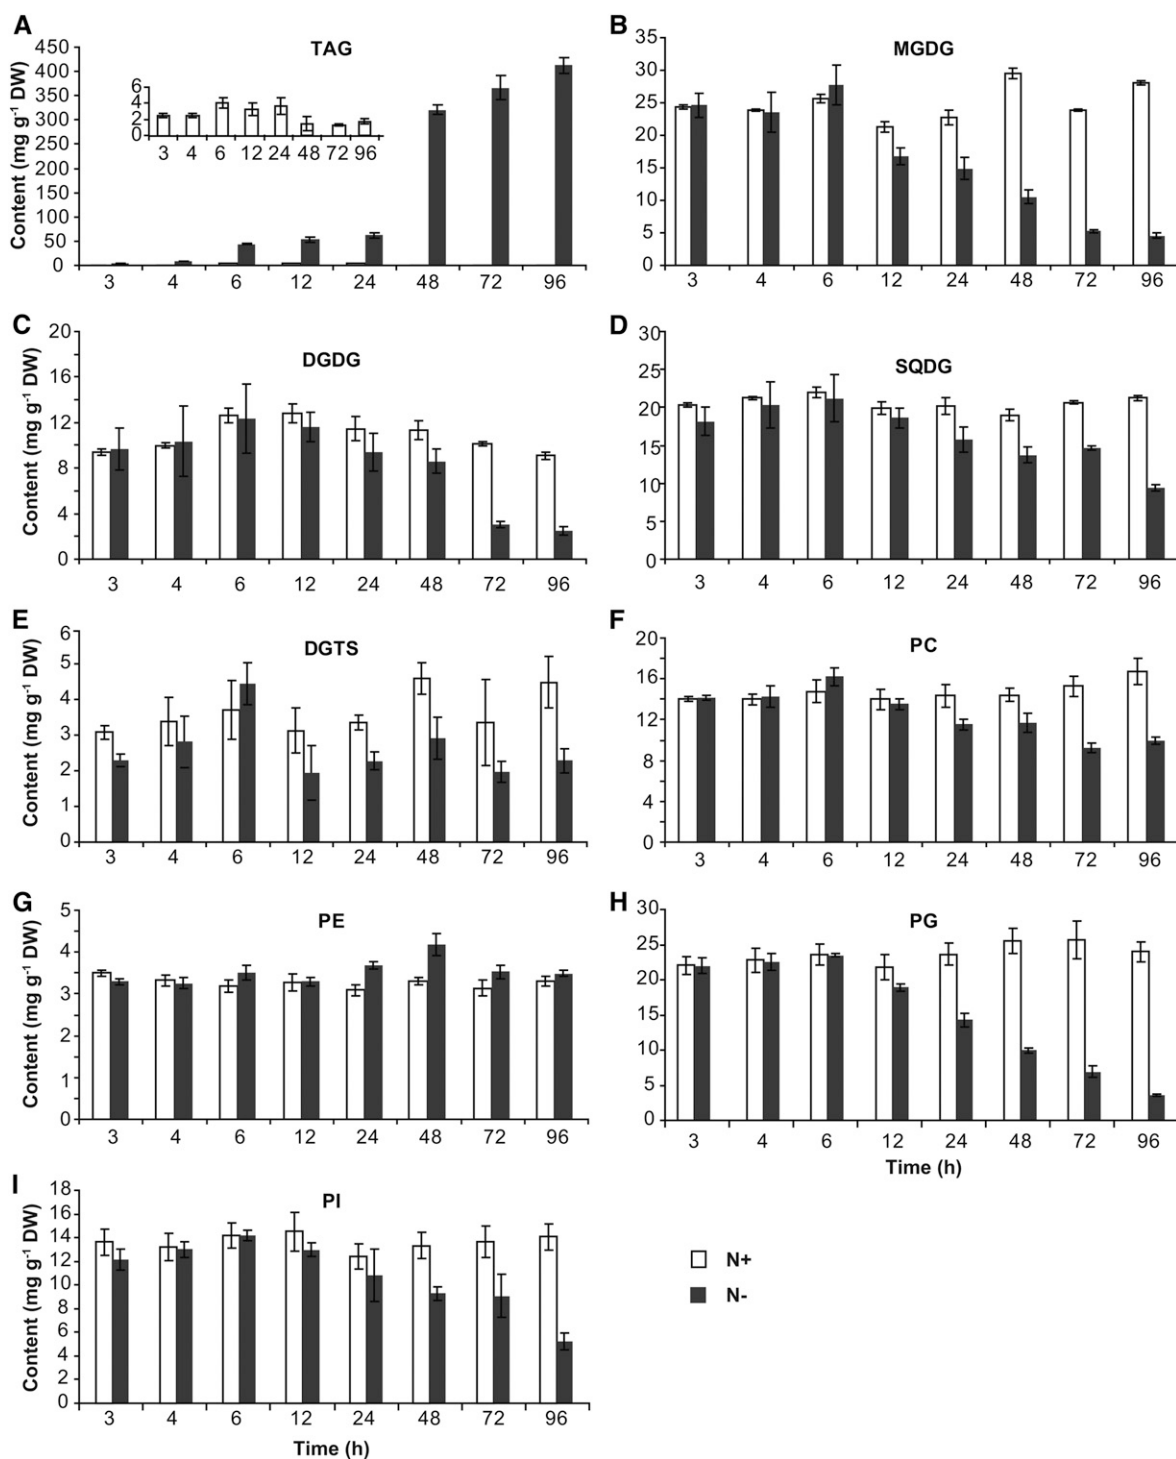 A
TAG
Content (mg g-1 DW)
450
400
350
300
250
200
150
100
50
0
6
4
2
0
3 4 6 12 24 48 72 96
3 4 6 12 24 48 72 96
B
MGDG
35
30
25
20
15
10
5
0
3 4 6 12 24 48 72 96
C
DGDG
Content (mg g-1 DW)
20
16
12
8
4
0
3 4 6 12 24 48 72 96
D
SQDG
30
25
20
15
10
5
0
3 4 6 12 24 48 72 96
E
DGTS
Content (mg g-1 DW)
6
5
4
3
2
1
0
3 4 6 12 24 48 72 96
F
PC
20
16
12
8
4
0
3 4 6 12 24 48 72 96
G
PE
Content (mg g-1 DW)
5
4
3
2
1
0
3 4 6 12 24 48 72 96
H
PG
30
25
20
15
10
5
0
3 4 6 12 24 48 72 96
Time (h)
I
PI
Content (mg g-1 DW)
18
16
14
12
10
8
6
4
2
0
3 4 6 12 24 48 72 96
Time (h)
N+
N-